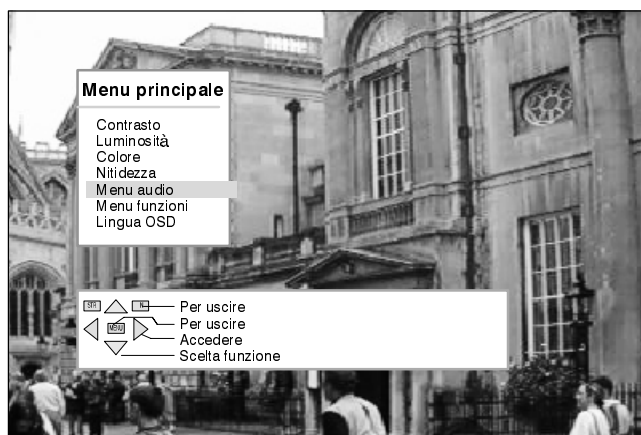 Menu principale
Contrasto
Luminosità
Colore
Nitidezza
Menu audio
Menu funzioni
Lingua OSD
Per uscire
MENU Per uscire
Accedere
Scelta funzione